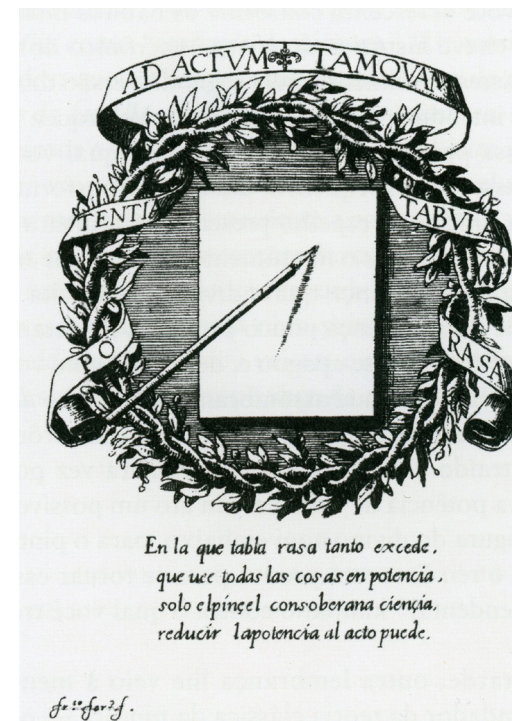 AD ACTVM TAMQVAM
TENTIA
TABVLA
PO
RASA
En la que tabla rasa tanto excede,
que uee todas las cosas en potencia,
solo el pinçel con soberana ciençia,
reducir la potencia al acto puede.